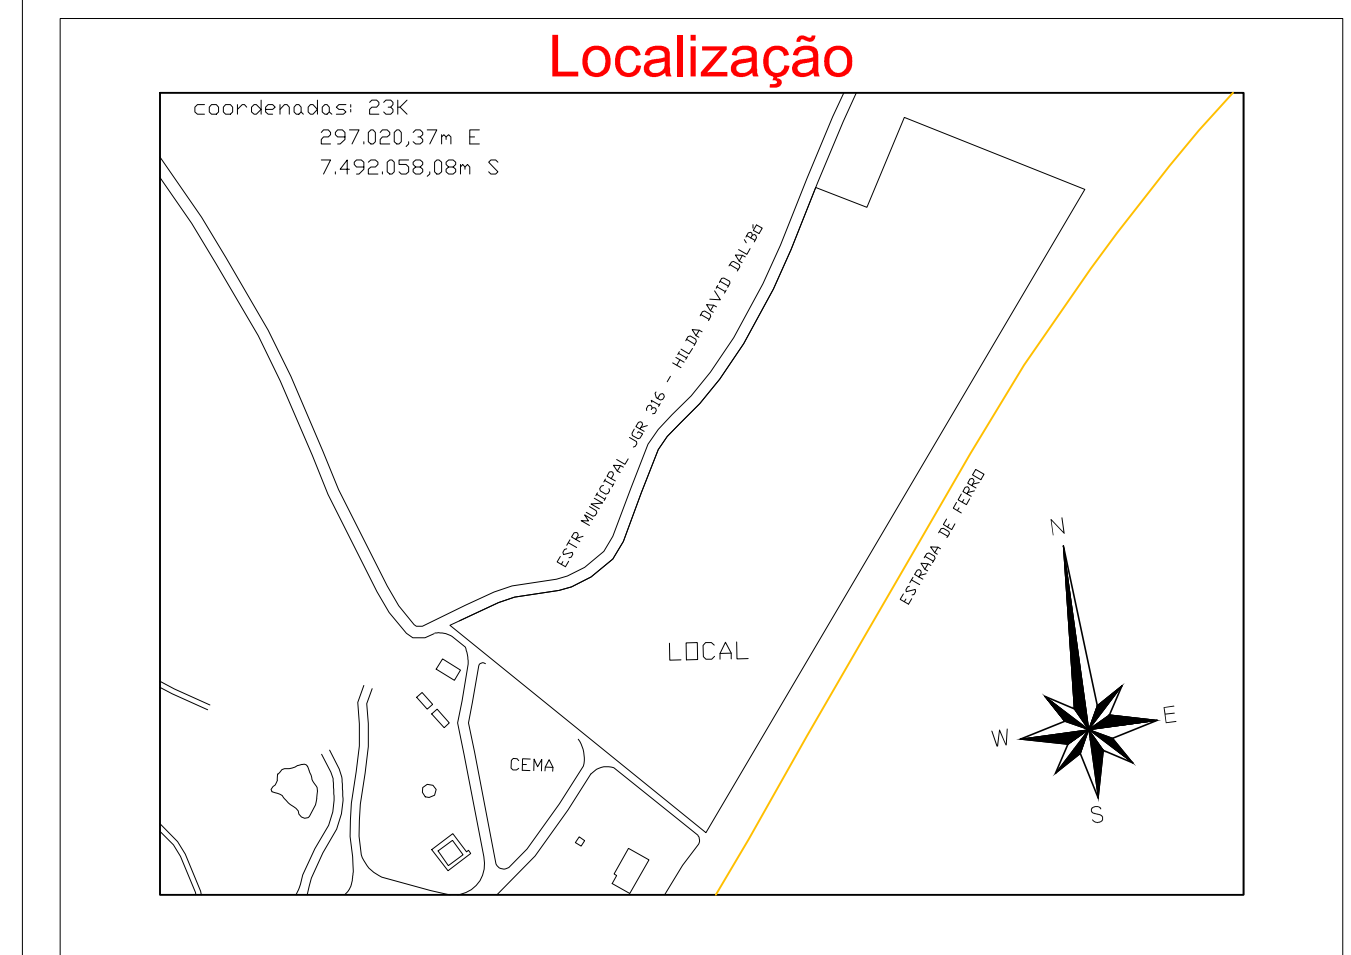 Localização
coordenadas: 23K
297.020,37m E
7.492.058,08m S
ESTR MUNICIPAL JGR 316 - HILDA DAVID DAL'Bó
ESTRADA DE FERRO
N
LOCAL
W
E
CEMA
S